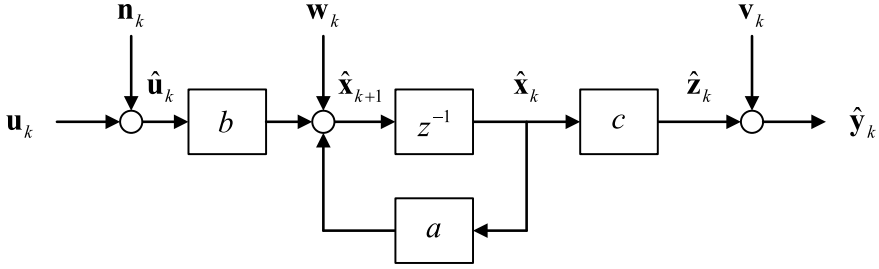 n_k
w_k
v_k
û_k
x̂_{k+1}
x̂_k
ẑ_k
u_k
b
z^{-1}
c
ŷ_k
a